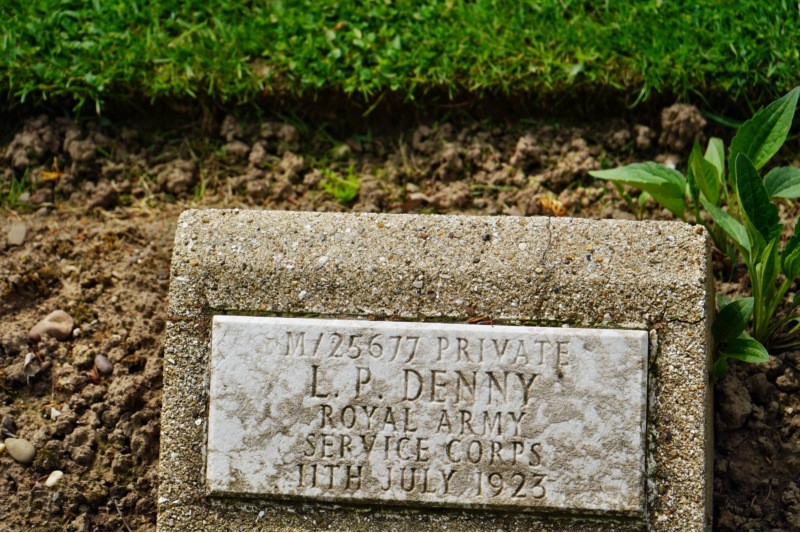 M/25677 PRIVATE
L. P. DENNY
ROYAL ARMY
SERVICE CORPS
11TH JULY 1923